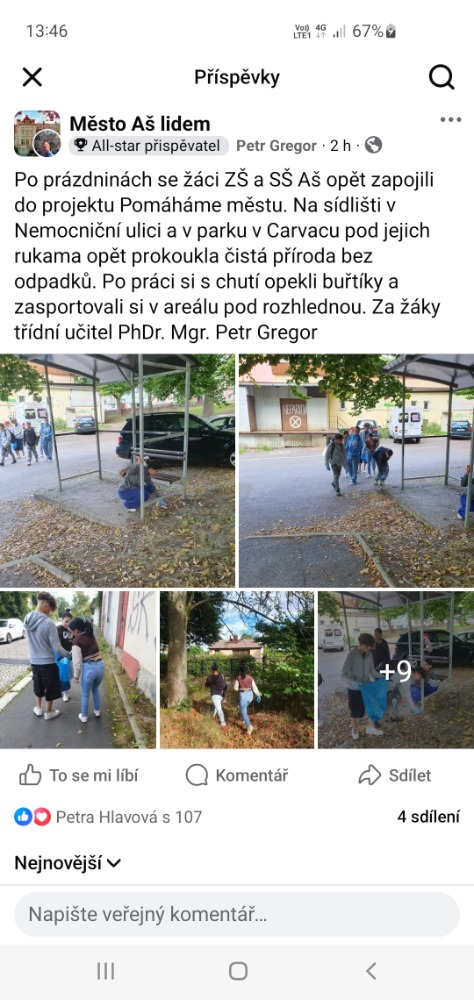 13:46
Vo)) LTE1 4G 67%
Příspěvky
Město Aš lidem
All-star přispěvatel Petr Gregor · 2 h ·
Po prázdninách se žáci ZŠ a SŠ Aš opět zapojili
do projektu Pomáháme městu. Na sídlišti v
Nemocniční ulici a v parku v Carvacu pod jejich
rukama opět prokoukla čistá příroda bez
odpadků. Po práci si s chutí opekli buřtíky a
zasportovali si v areálu pod rozhlednou. Za žáky
třídní učitel PhDr. Mgr. Petr Gregor
NEPARKOVAT
+9
To se mi líbí
Komentář
Sdílet
Petra Hlavová s 107
4 sdílení
Nejnovější
Napište veřejný komentář...